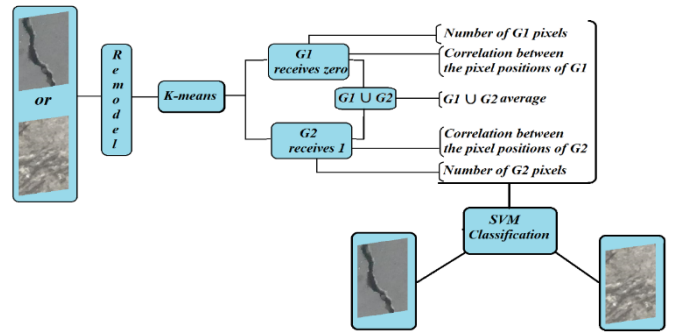 or
Remodel
K-means
G1
receives zero
G1 ∪ G2
G2
receives 1
Number of G1 pixels
Correlation between
the pixel positions of G1
G1 ∪ G2 average
Correlation between
the pixel positions of G2
Number of G2 pixels
SVM
Classification